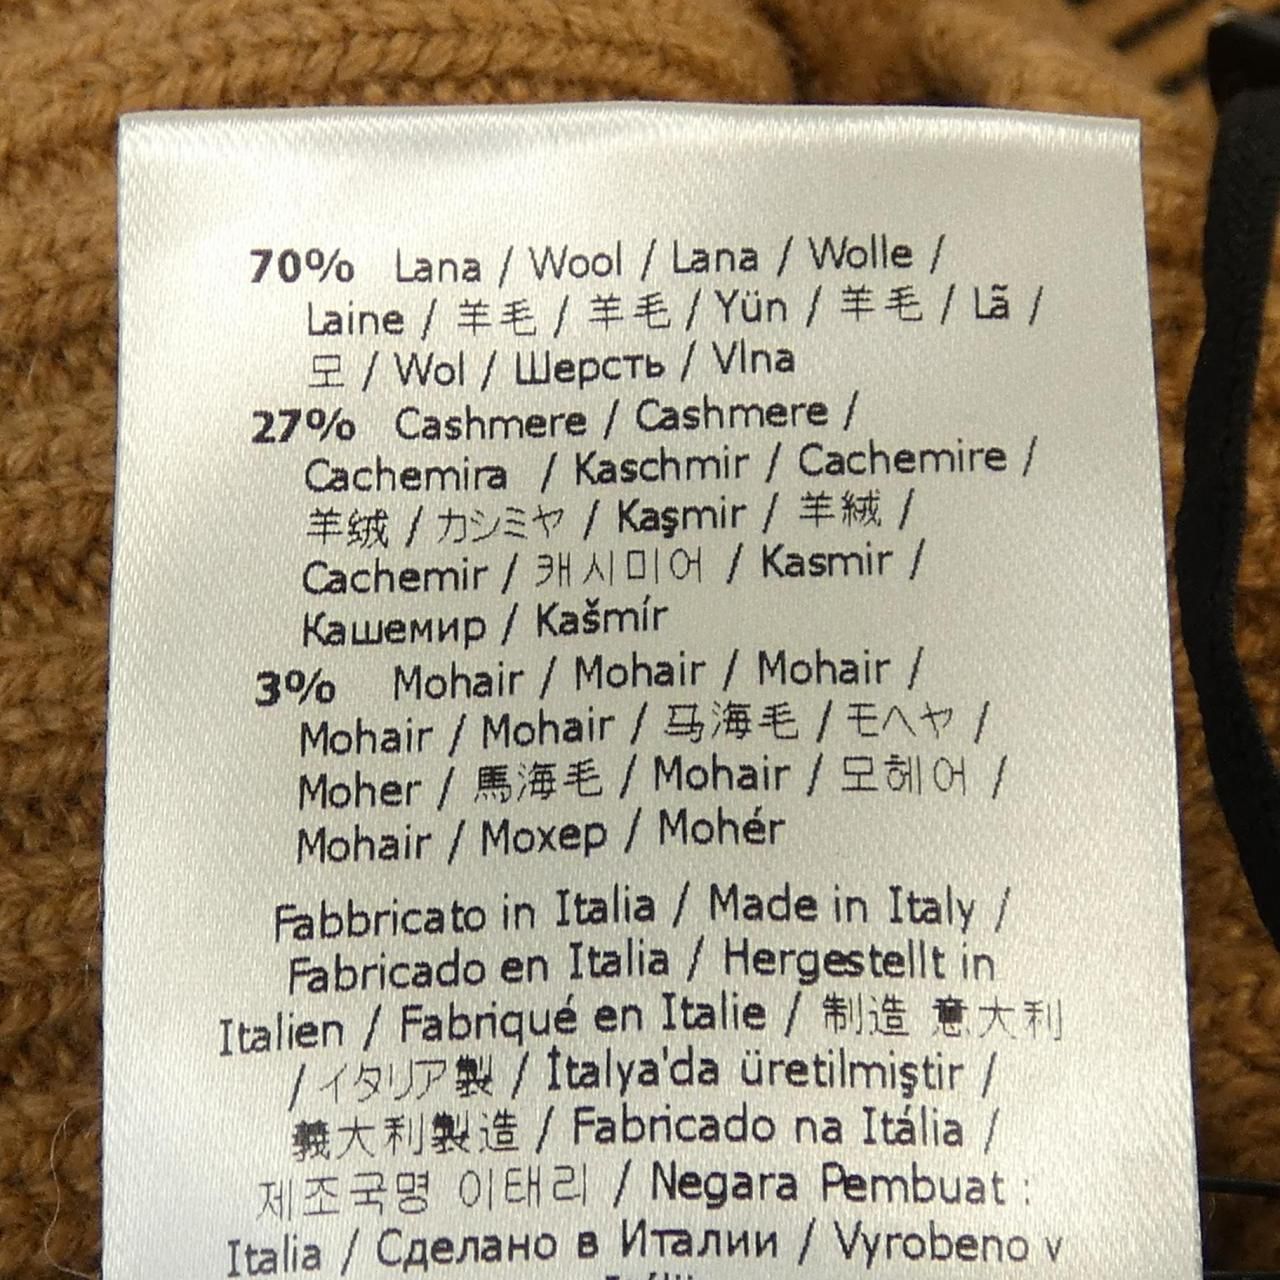 70% Lana / Wool / Lana / Wolle /
Laine / 羊毛 / 羊毛 / Yün / 羊毛 / Lã /
모 / Wol / Шерсть / Vlna
27% Cashmere / Cashmere /
Cachemira / Kaschmir / Cachemire /
羊绒 / カシミヤ / Kaşmir / 羊絨 /
Cachemir / 캐시미어 / Kasmir /
Кашемир / Kašmír
3% Mohair / Mohair / Mohair /
Mohair / Mohair / 马海毛 / モヘヤ /
Moher / 馬海毛 / Mohair / 모헤어 /
Mohair / Мохер / Mohér
Fabbricato in Italia / Made in Italy /
Fabricado en Italia / Hergestellt in
Italien / Fabriqué en Italie / 制造 意大利
/ イタリア製 / İtalya'da üretilmiştir /
義大利製造 / Fabricado na Itália /
제조국명 이태리 / Negara Pembuat :
Italia / Сделано в Италии / Vyrobeno v